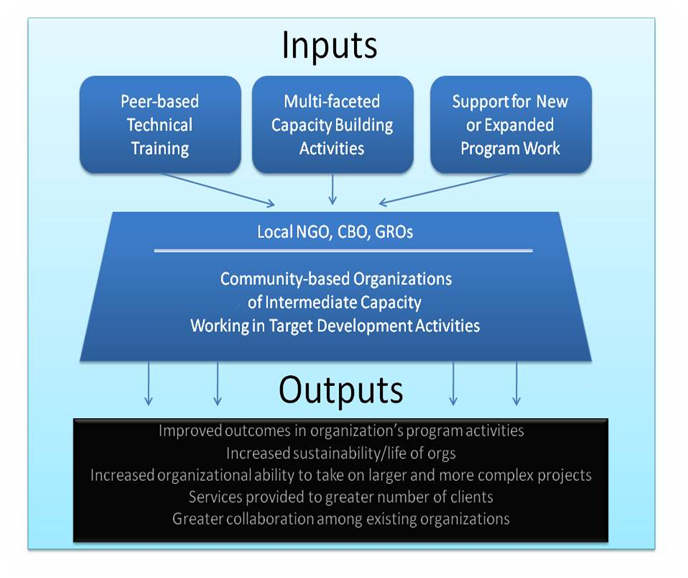 Inputs
Peer-based
Technical
Training
Multi-faceted
Capacity Building
Activities
Support for New
or Expanded
Program Work
Local NGO, CBO, GROs
Community-based Organizations
of Intermediate Capacity
Working in Target Development Activities
Outputs
Improved outcomes in organization's program activities
Increased sustainability/life of orgs
Increased organizational ability to take on larger and more complex projects
Services provided to greater number of clients
Greater collaboration among existing organizations